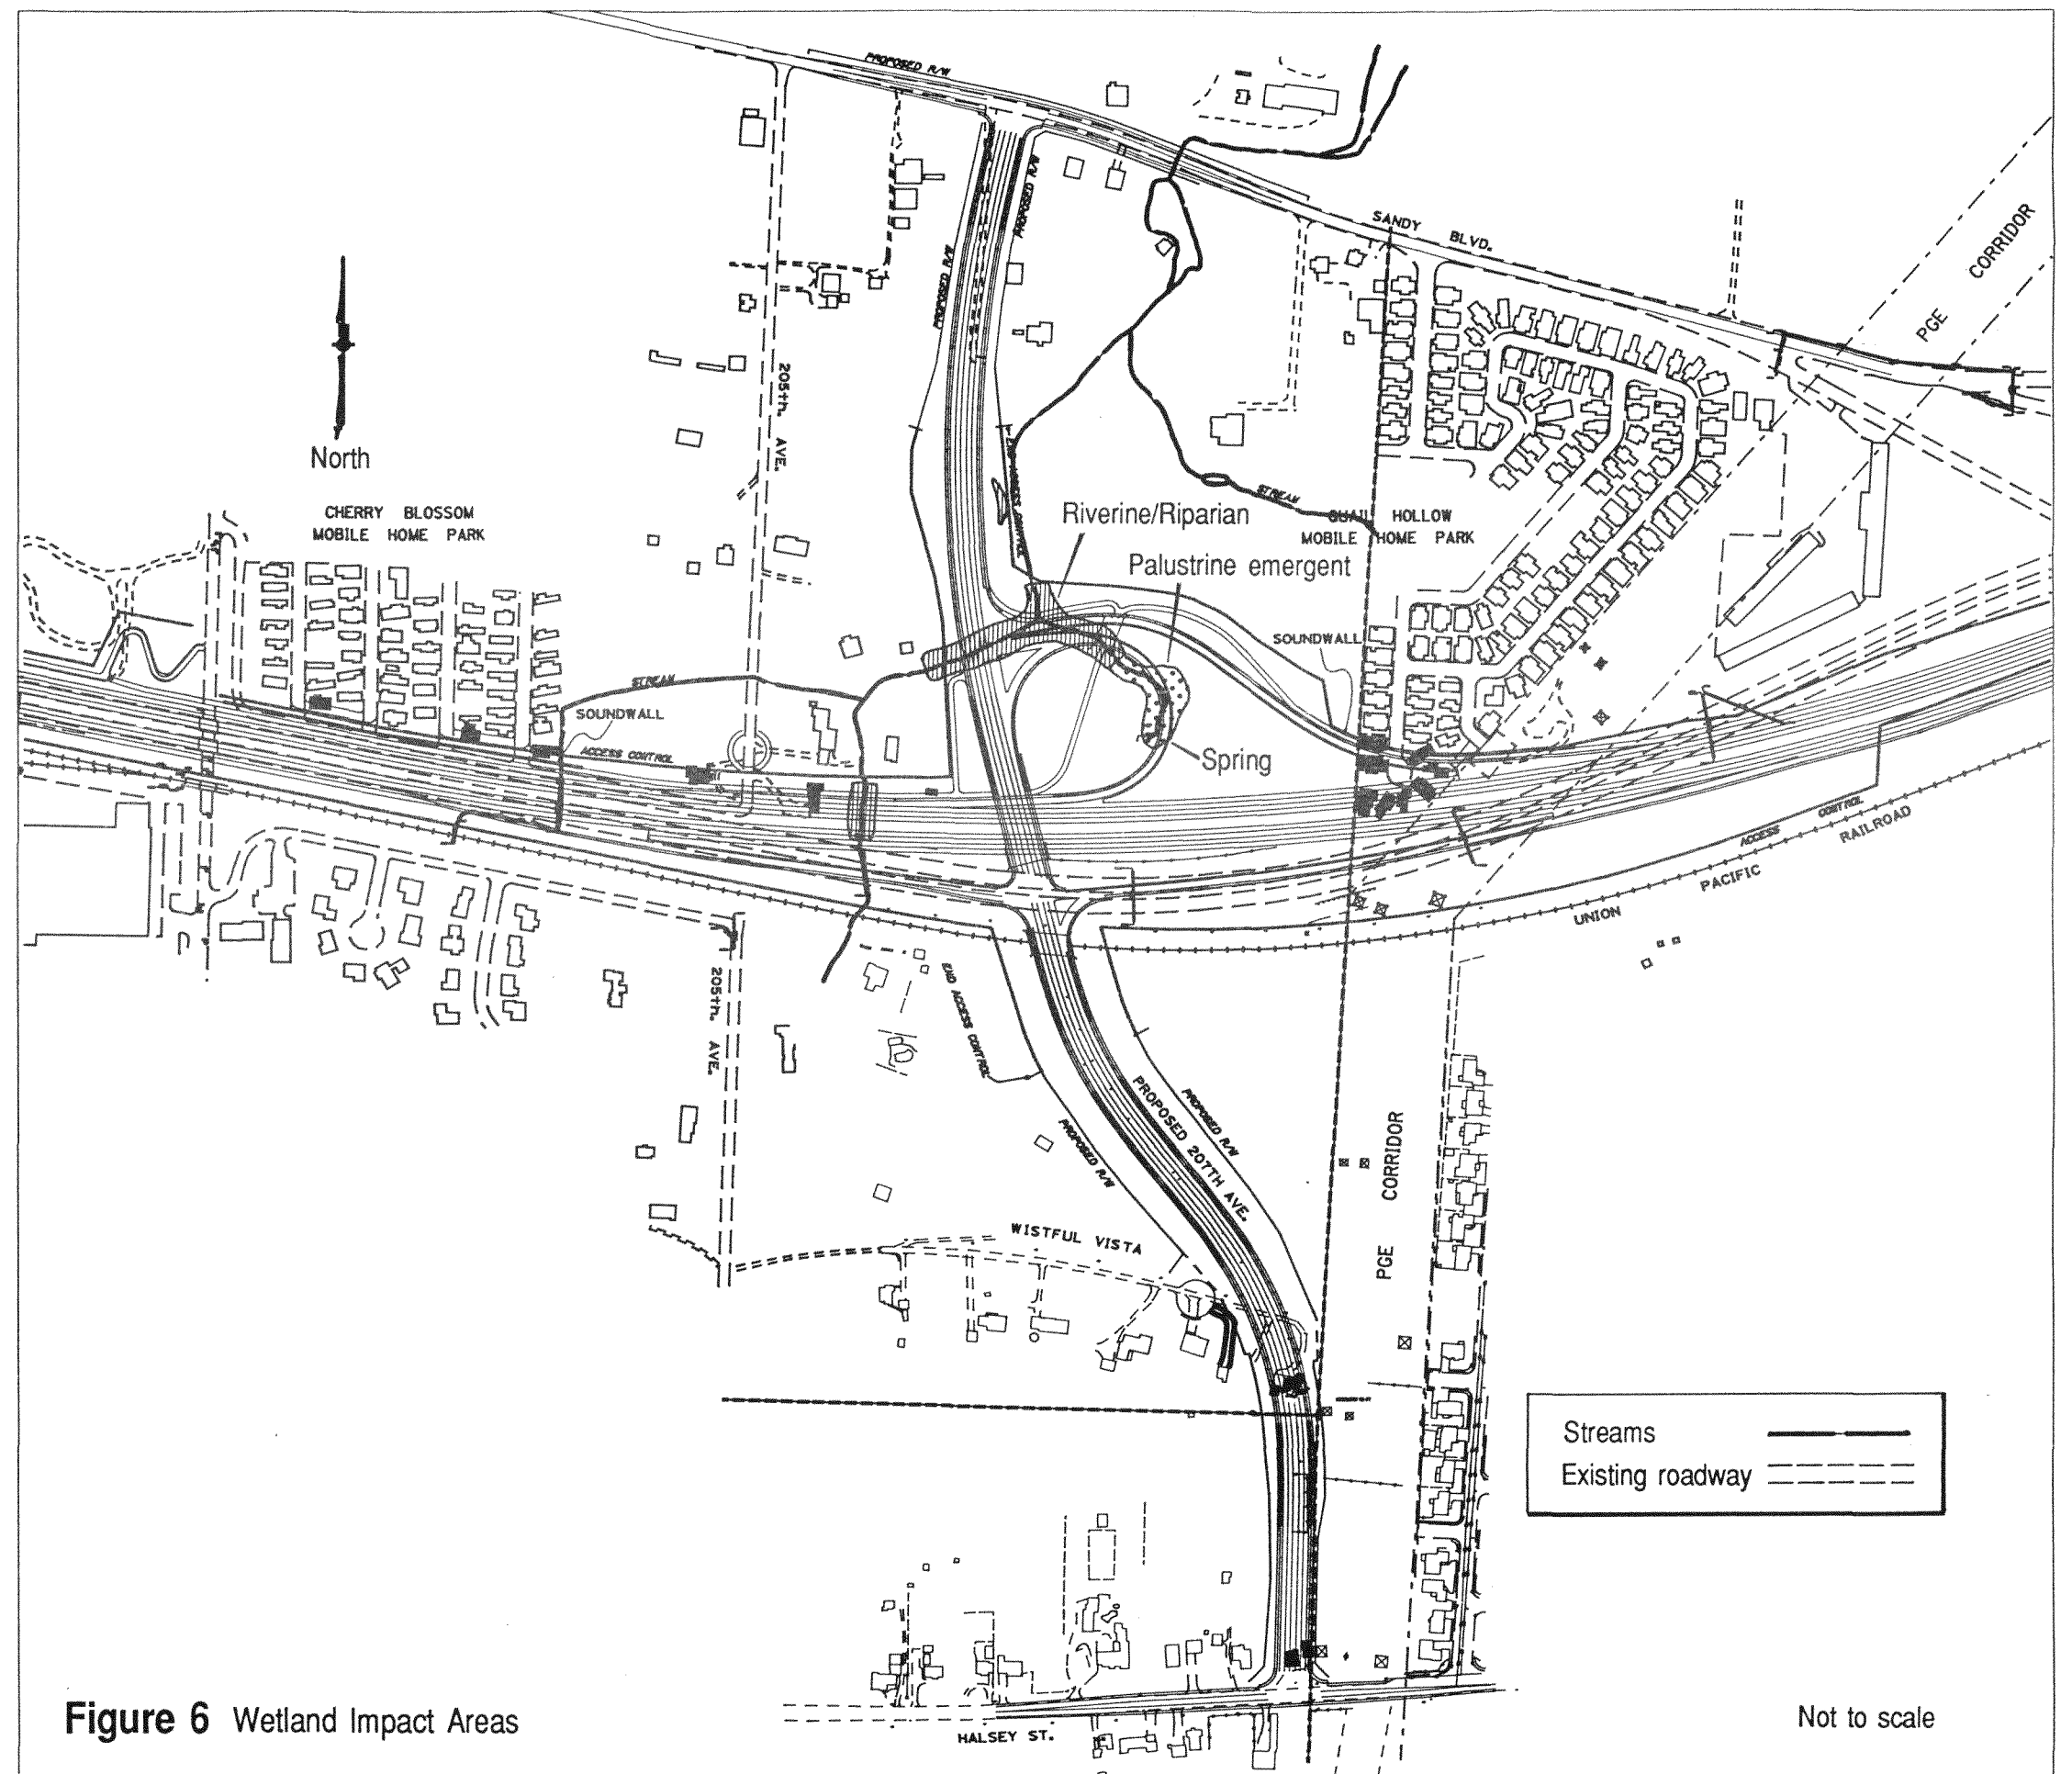 PROPOSED R/W
SANDY BLVD.
PGE CORRIDOR
PROPOSED R/W
PROPOSED R/W
205th. AVE.
North
CHERRY BLOSSOM
MOBILE HOME PARK
STREAM
Riverine/Riparian
QUAIL HOLLOW
MOBILE HOME PARK
Palustrine emergent
SOUNDWALL
STREAM
SOUNDWALL
ACCESS CONTROL
Spring
ACCESS CONTROL
UNION PACIFIC RAILROAD
205th. AVE.
END ACCESS CONTROL
PROPOSED 207TH AVE.
PROPOSED R/W
PROPOSED R/W
PGE CORRIDOR
WISTFUL VISTA
Streams
Existing roadway
HALSEY ST.
Figure 6 Wetland Impact Areas
Not to scale